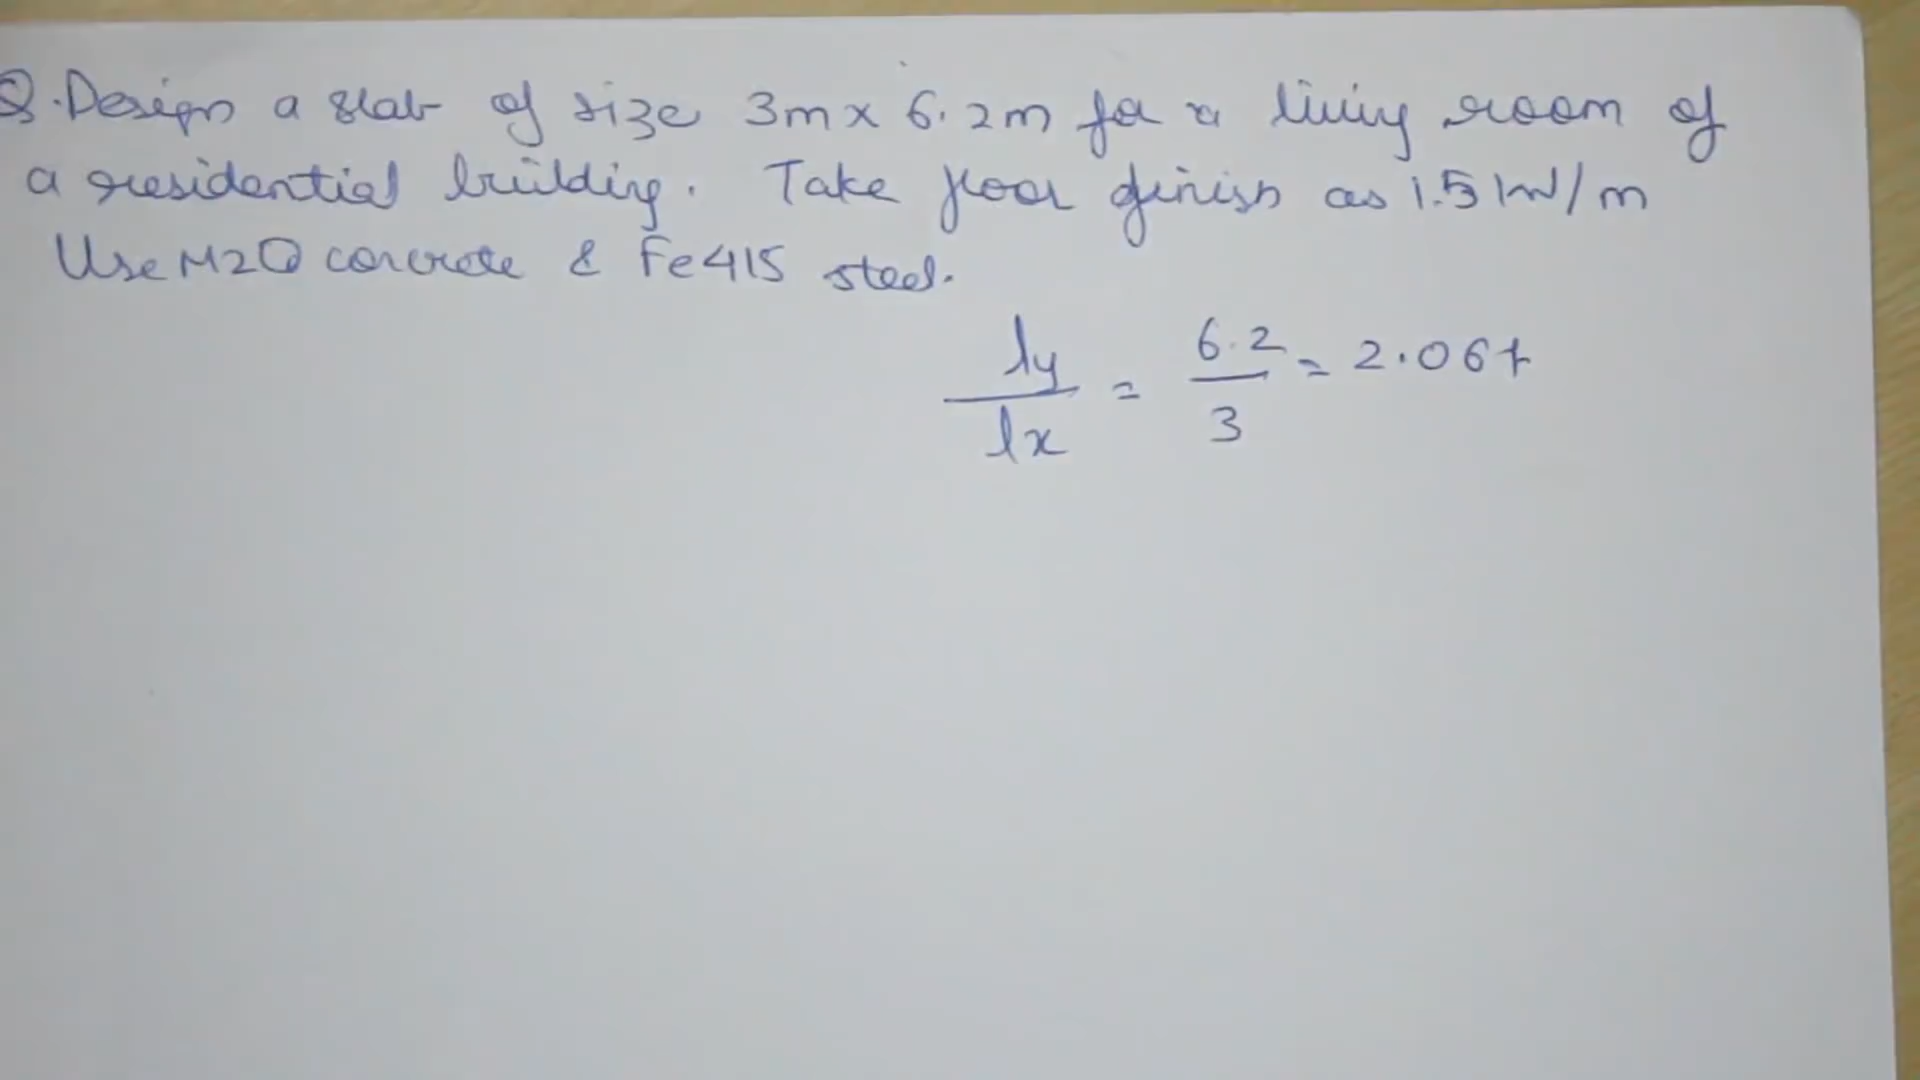 Q. Design a slab of size 3m x 6.2m for a living room of
a residential building. Take floor finish as 1.5 kN/m
Use M20 concrete & Fe415 steel.
ly/lx = 6.2/3 = 2.067